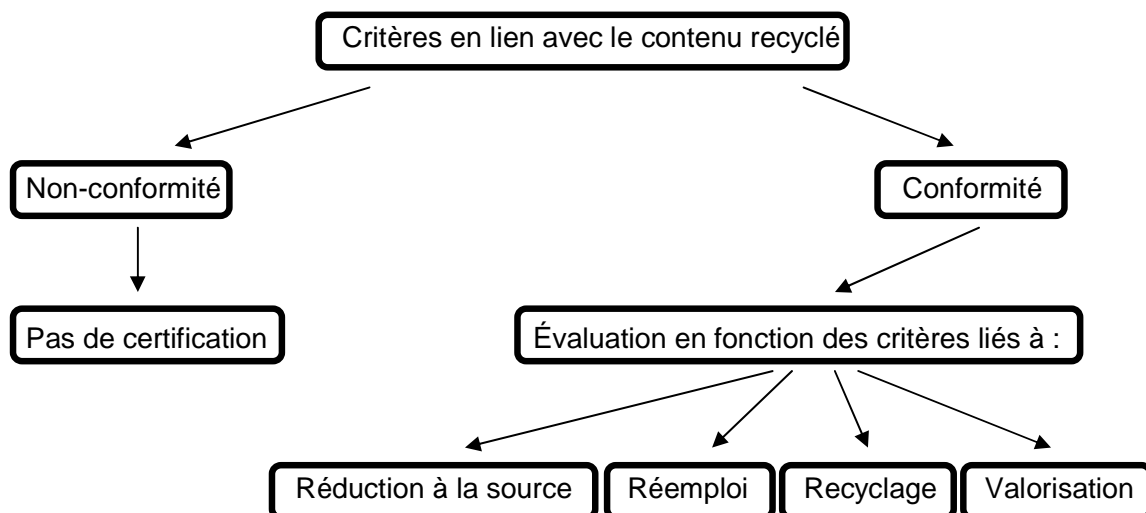 Critères en lien avec le contenu recyclé
Non-conformité
Conformité
Pas de certification
Évaluation en fonction des critères liés à :
Réduction à la source
Réemploi
Recyclage
Valorisation